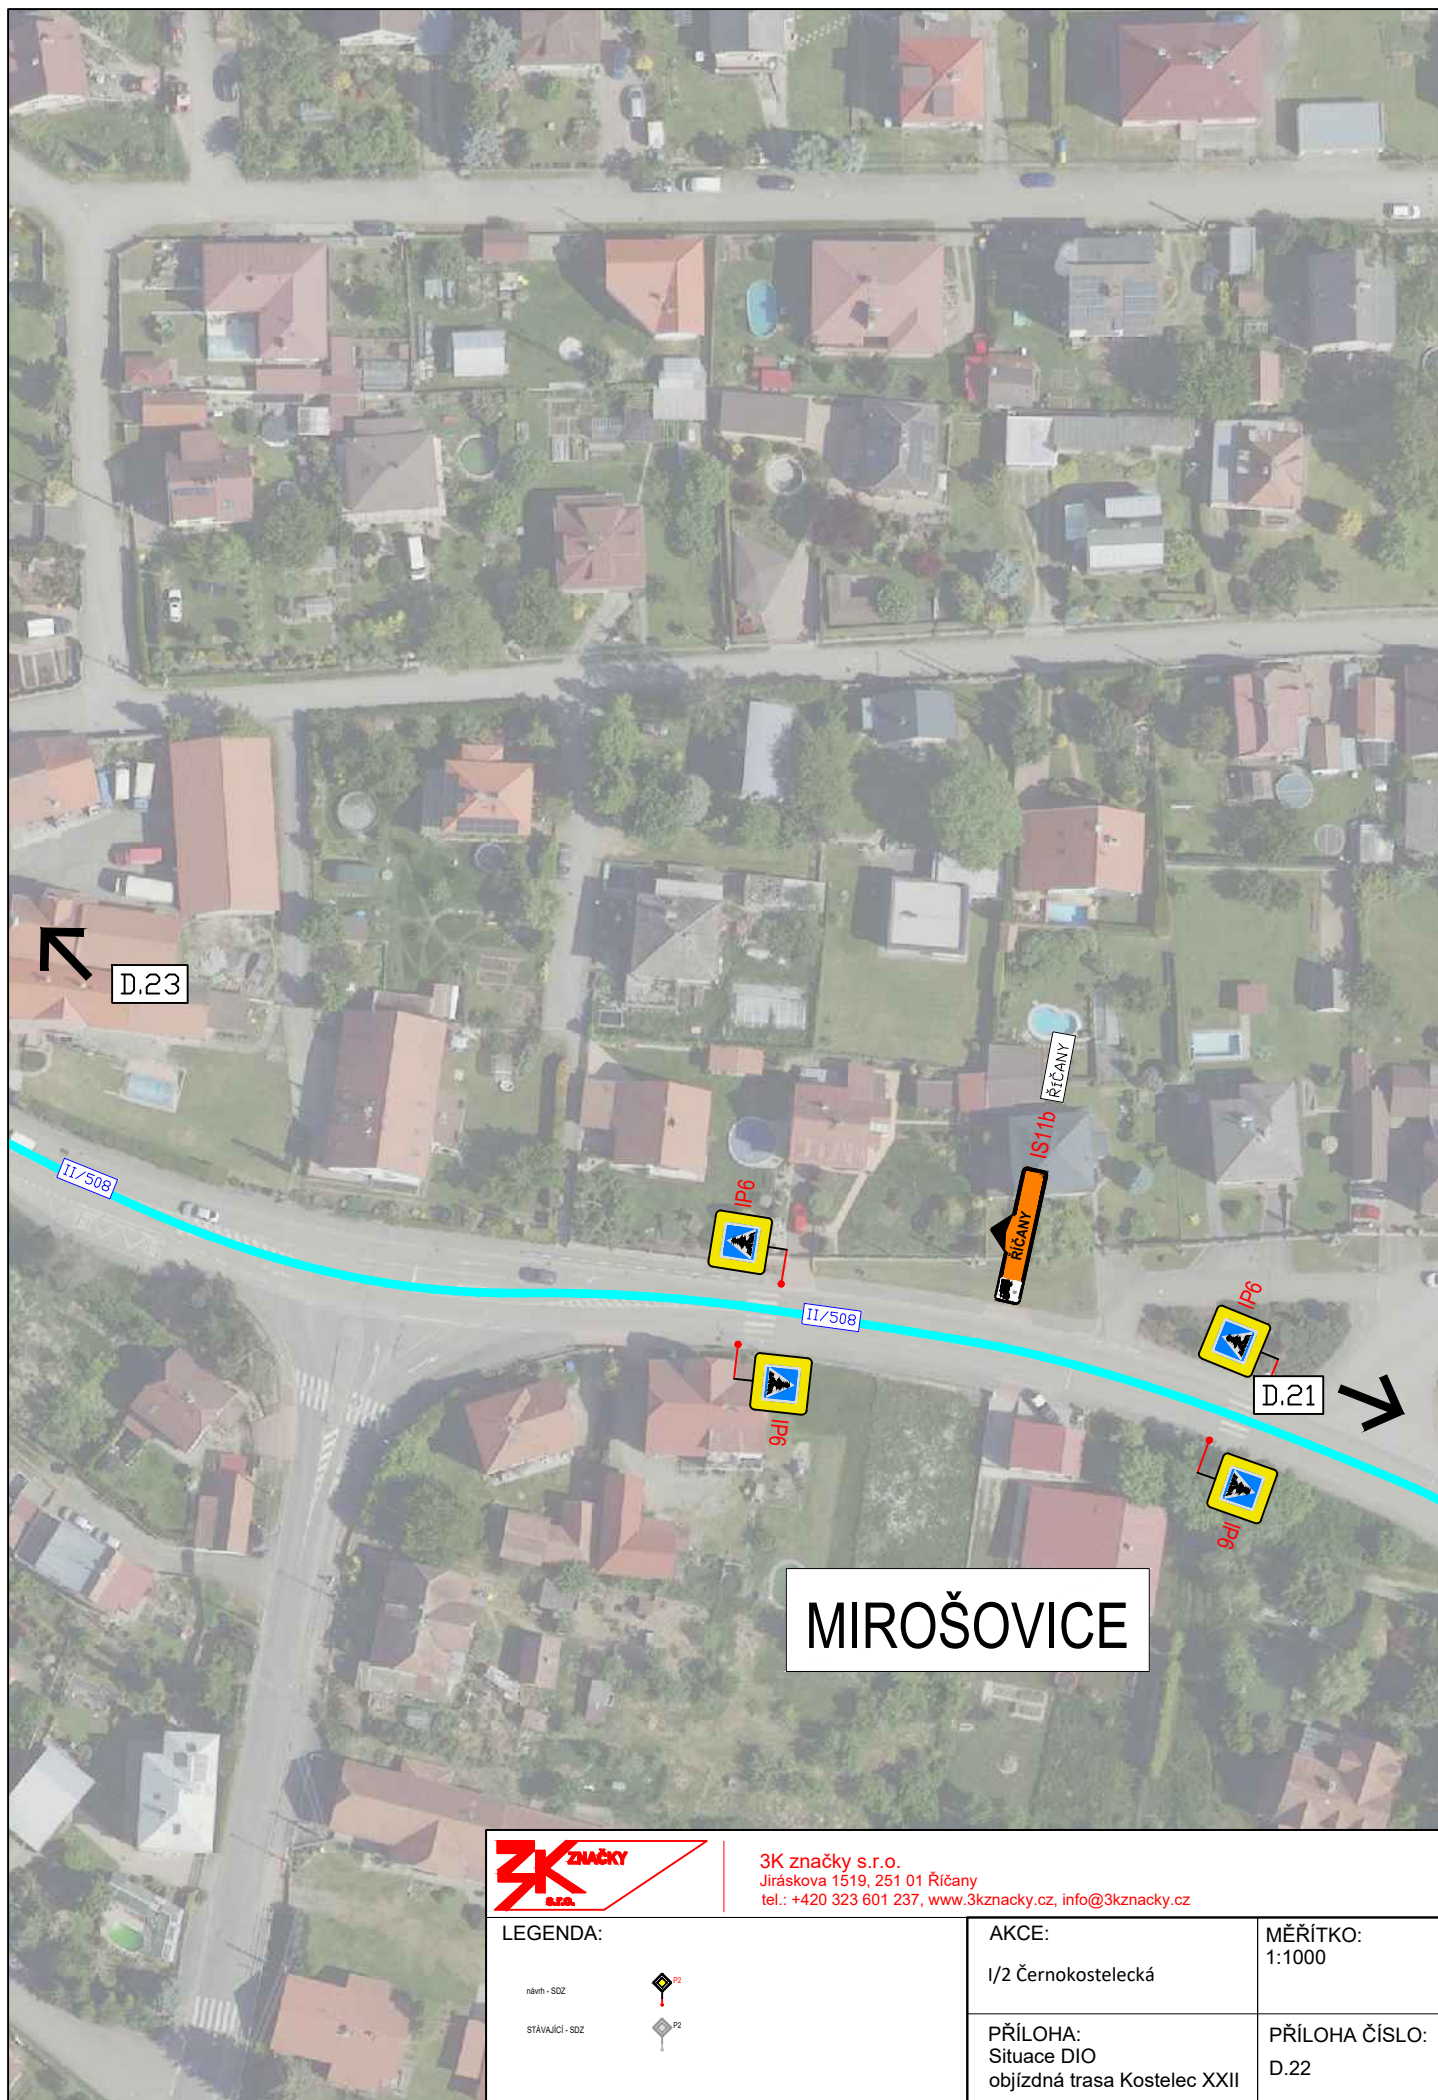 D.23
ŘÍČANY
IS11b
II/508
IP6
ŘÍČANY
IP6
II/508
D.21
IP6
IP6
MIROŠOVICE
3K ZNAČKY
s.r.o.
3K značky s.r.o.
Jiráskova 1519, 251 01 Říčany
tel.: +420 323 601 237, www.3kznacky.cz, info@3kznacky.cz
LEGENDA:
návrh - SDZ P2
STÁVAJÍCÍ - SDZ P2
AKCE:
I/2 Černokostelecká
MĚŘÍTKO:
1:1000
PŘÍLOHA:
Situace DIO
objízdná trasa Kostelec XXII
PŘÍLOHA ČÍSLO:
D.22